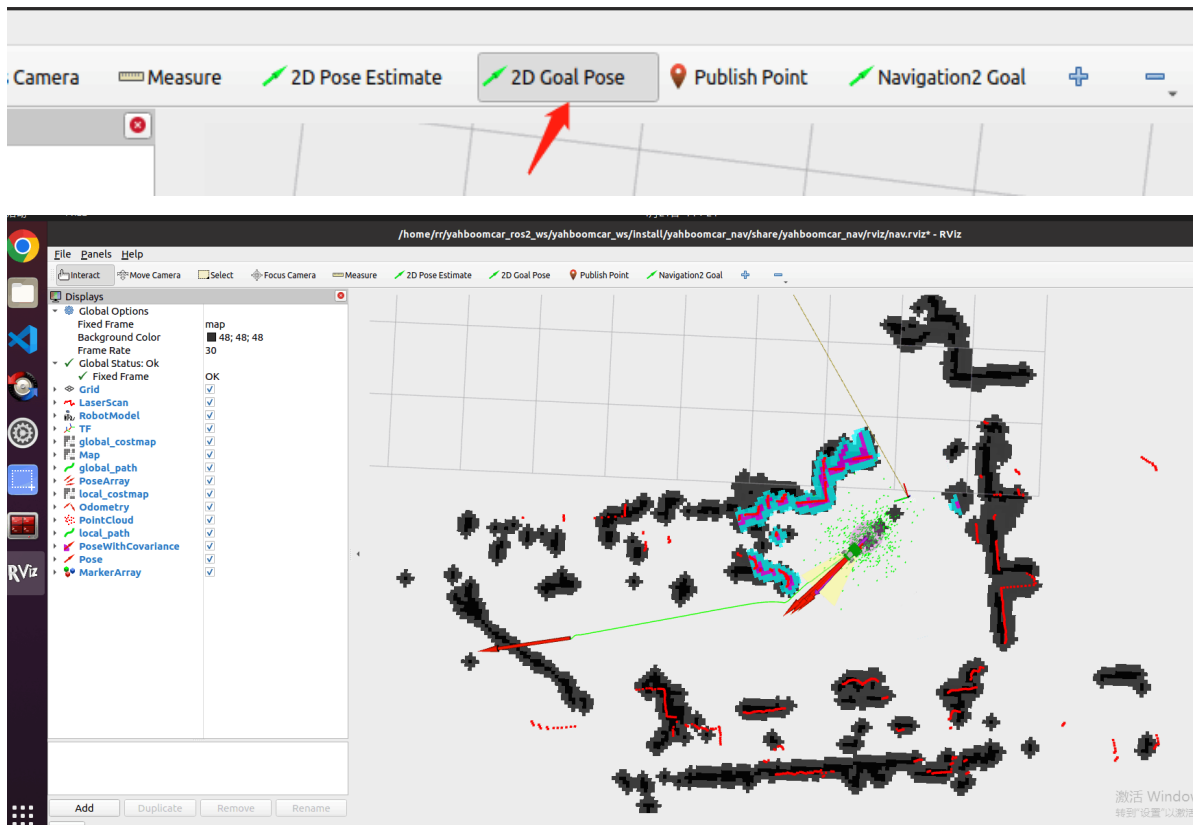 Camera Measure 2D Pose Estimate 2D Goal Pose Publish Point Navigation2 Goal
/home/rr/yahboomcar_ros2_ws/yahboomcar_ws/install/yahboomcar_nav/share/yahboomcar_nav/rviz/nav.rviz* - RViz
File Panels Help
Interact Move Camera Select Focus Camera Measure 2D Pose Estimate 2D Goal Pose Publish Point Navigation2 Goal
Displays
Global Options
Fixed Frame map
Background Color 48; 48; 48
Frame Rate 30
Global Status: Ok
Fixed Frame OK
Grid
LaserScan
RobotModel
TF
global_costmap
Map
global_path
PoseArray
local_costmap
Odometry
PointCloud
local_path
PoseWithCovariance
Pose
MarkerArray
RViz
Add Duplicate Remove Rename
激活 Window
转到"设置"以激活